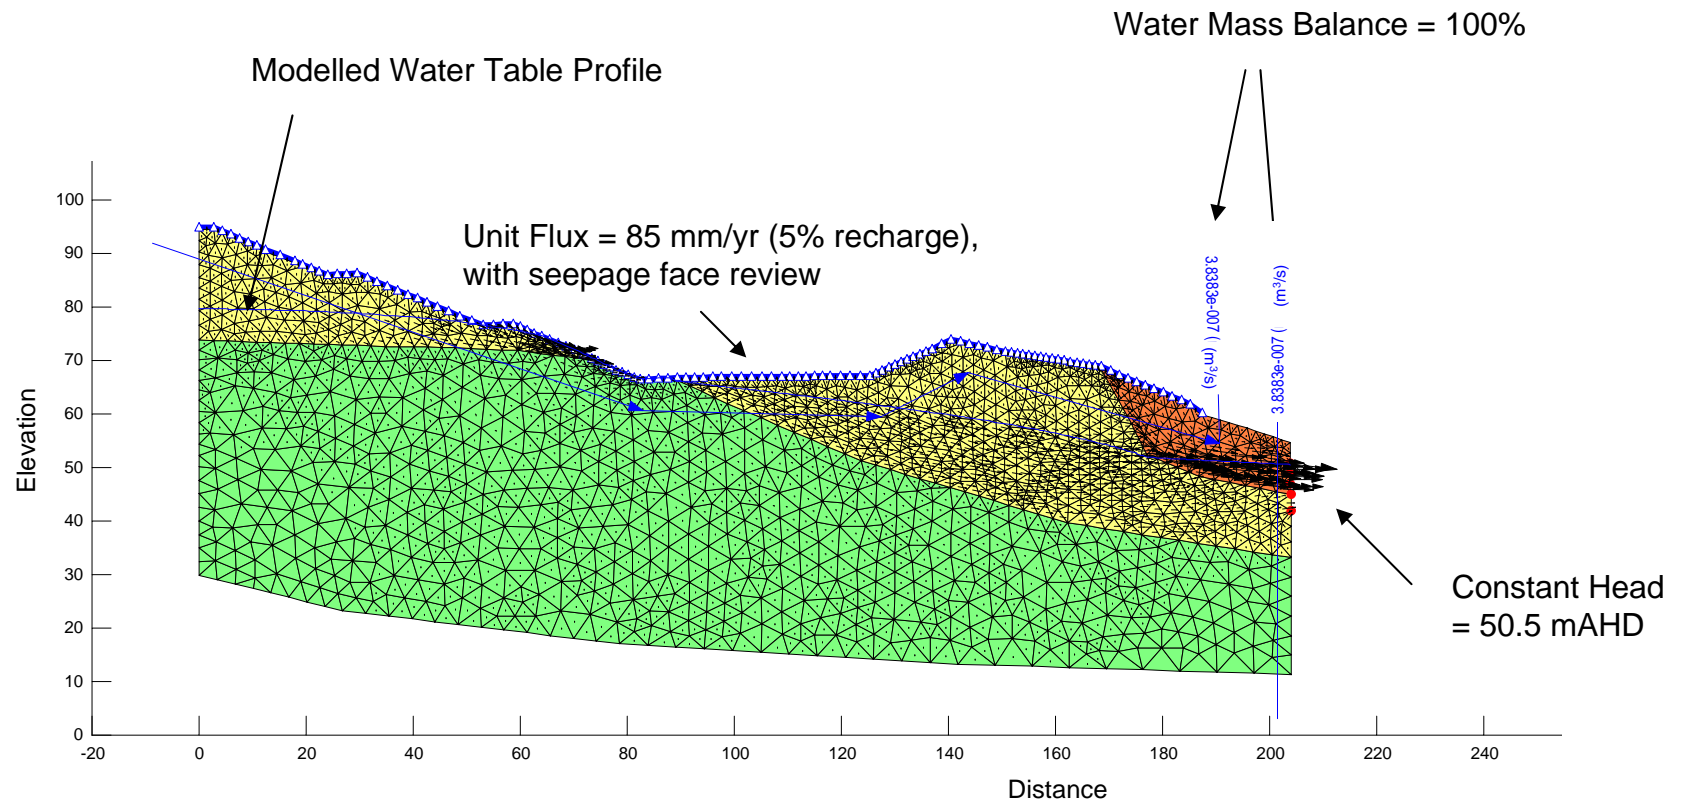 Water Mass Balance = 100%
Modelled Water Table Profile
Unit Flux = 85 mm/yr (5% recharge),
with seepage face review
3.8383e-007 ( (m³/s)
3.8383e-007 ( (m³/s)
Constant Head
= 50.5 mAHD
Elevation
100
90
80
70
60
50
40
30
20
10
0
-20
0
20
40
60
80
100
120
140
160
180
200
220
240
Distance